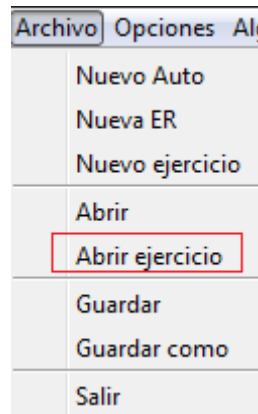 Archivo Opciones
Nuevo Auto
Nueva ER
Nuevo ejercicio
Abrir
Abrir ejercicio
Guardar
Guardar como
Salir